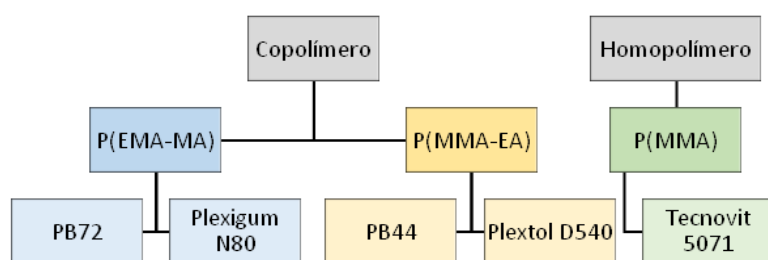 Copolímero
Homopolímero
P(EMA-MA)
P(MMA-EA)
P(MMA)
PB72
Plexigum
N80
PB44
Plextol D540
Tecnovit
5071